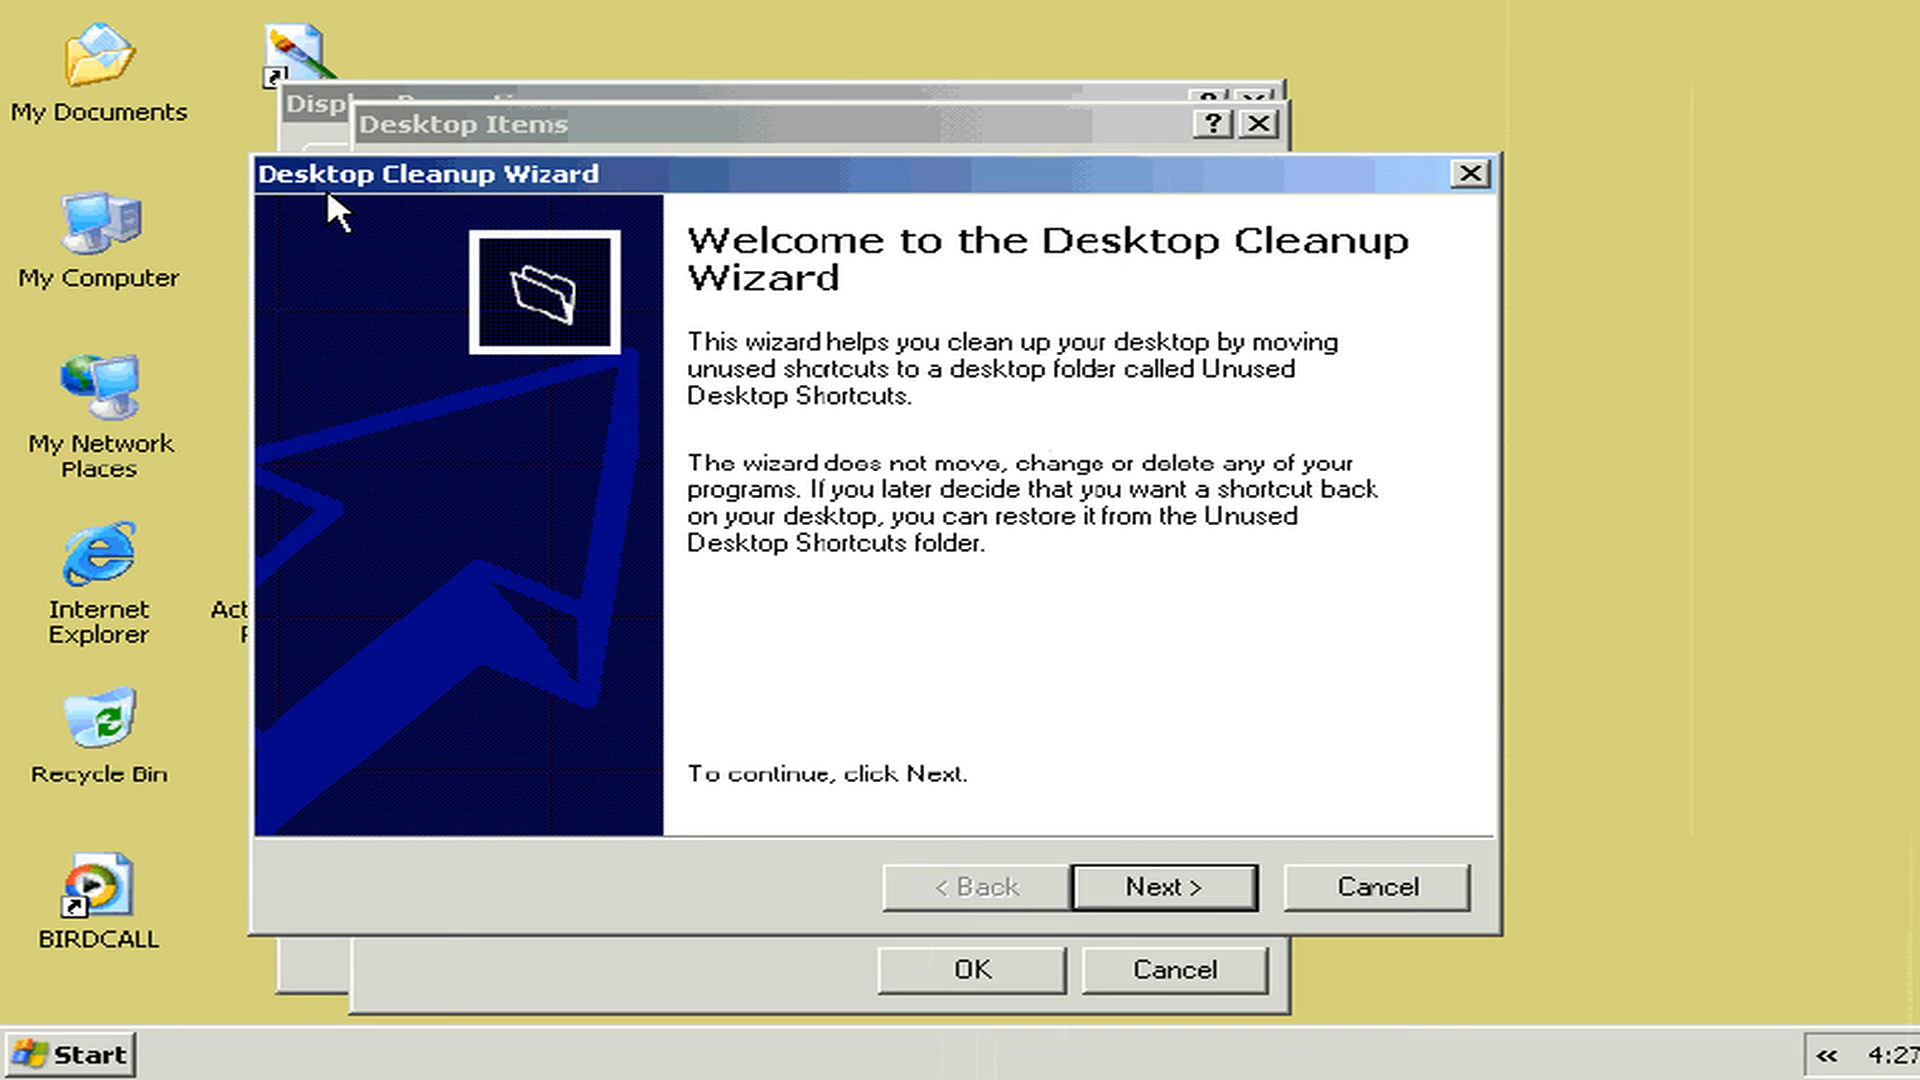 My Documents
My Computer
My Network
Places
Internet
Explorer
Recycle Bin
BIRDCALL
Desktop Items
?
Desktop Cleanup Wizard
Welcome to the Desktop Cleanup
Wizard
This wizard helps you clean up your desktop by moving
unused shortcuts to a desktop folder called Unused
Desktop Shortcuts.
The wizard does not move, change or delete any of your
programs. If you later decide that you want a shortcut back
on your desktop, you can restore it from the Unused
Desktop Shortcuts folder.
To continue, click Next.
< Back
Next >
Cancel
OK
Cancel
Start
« 4:27